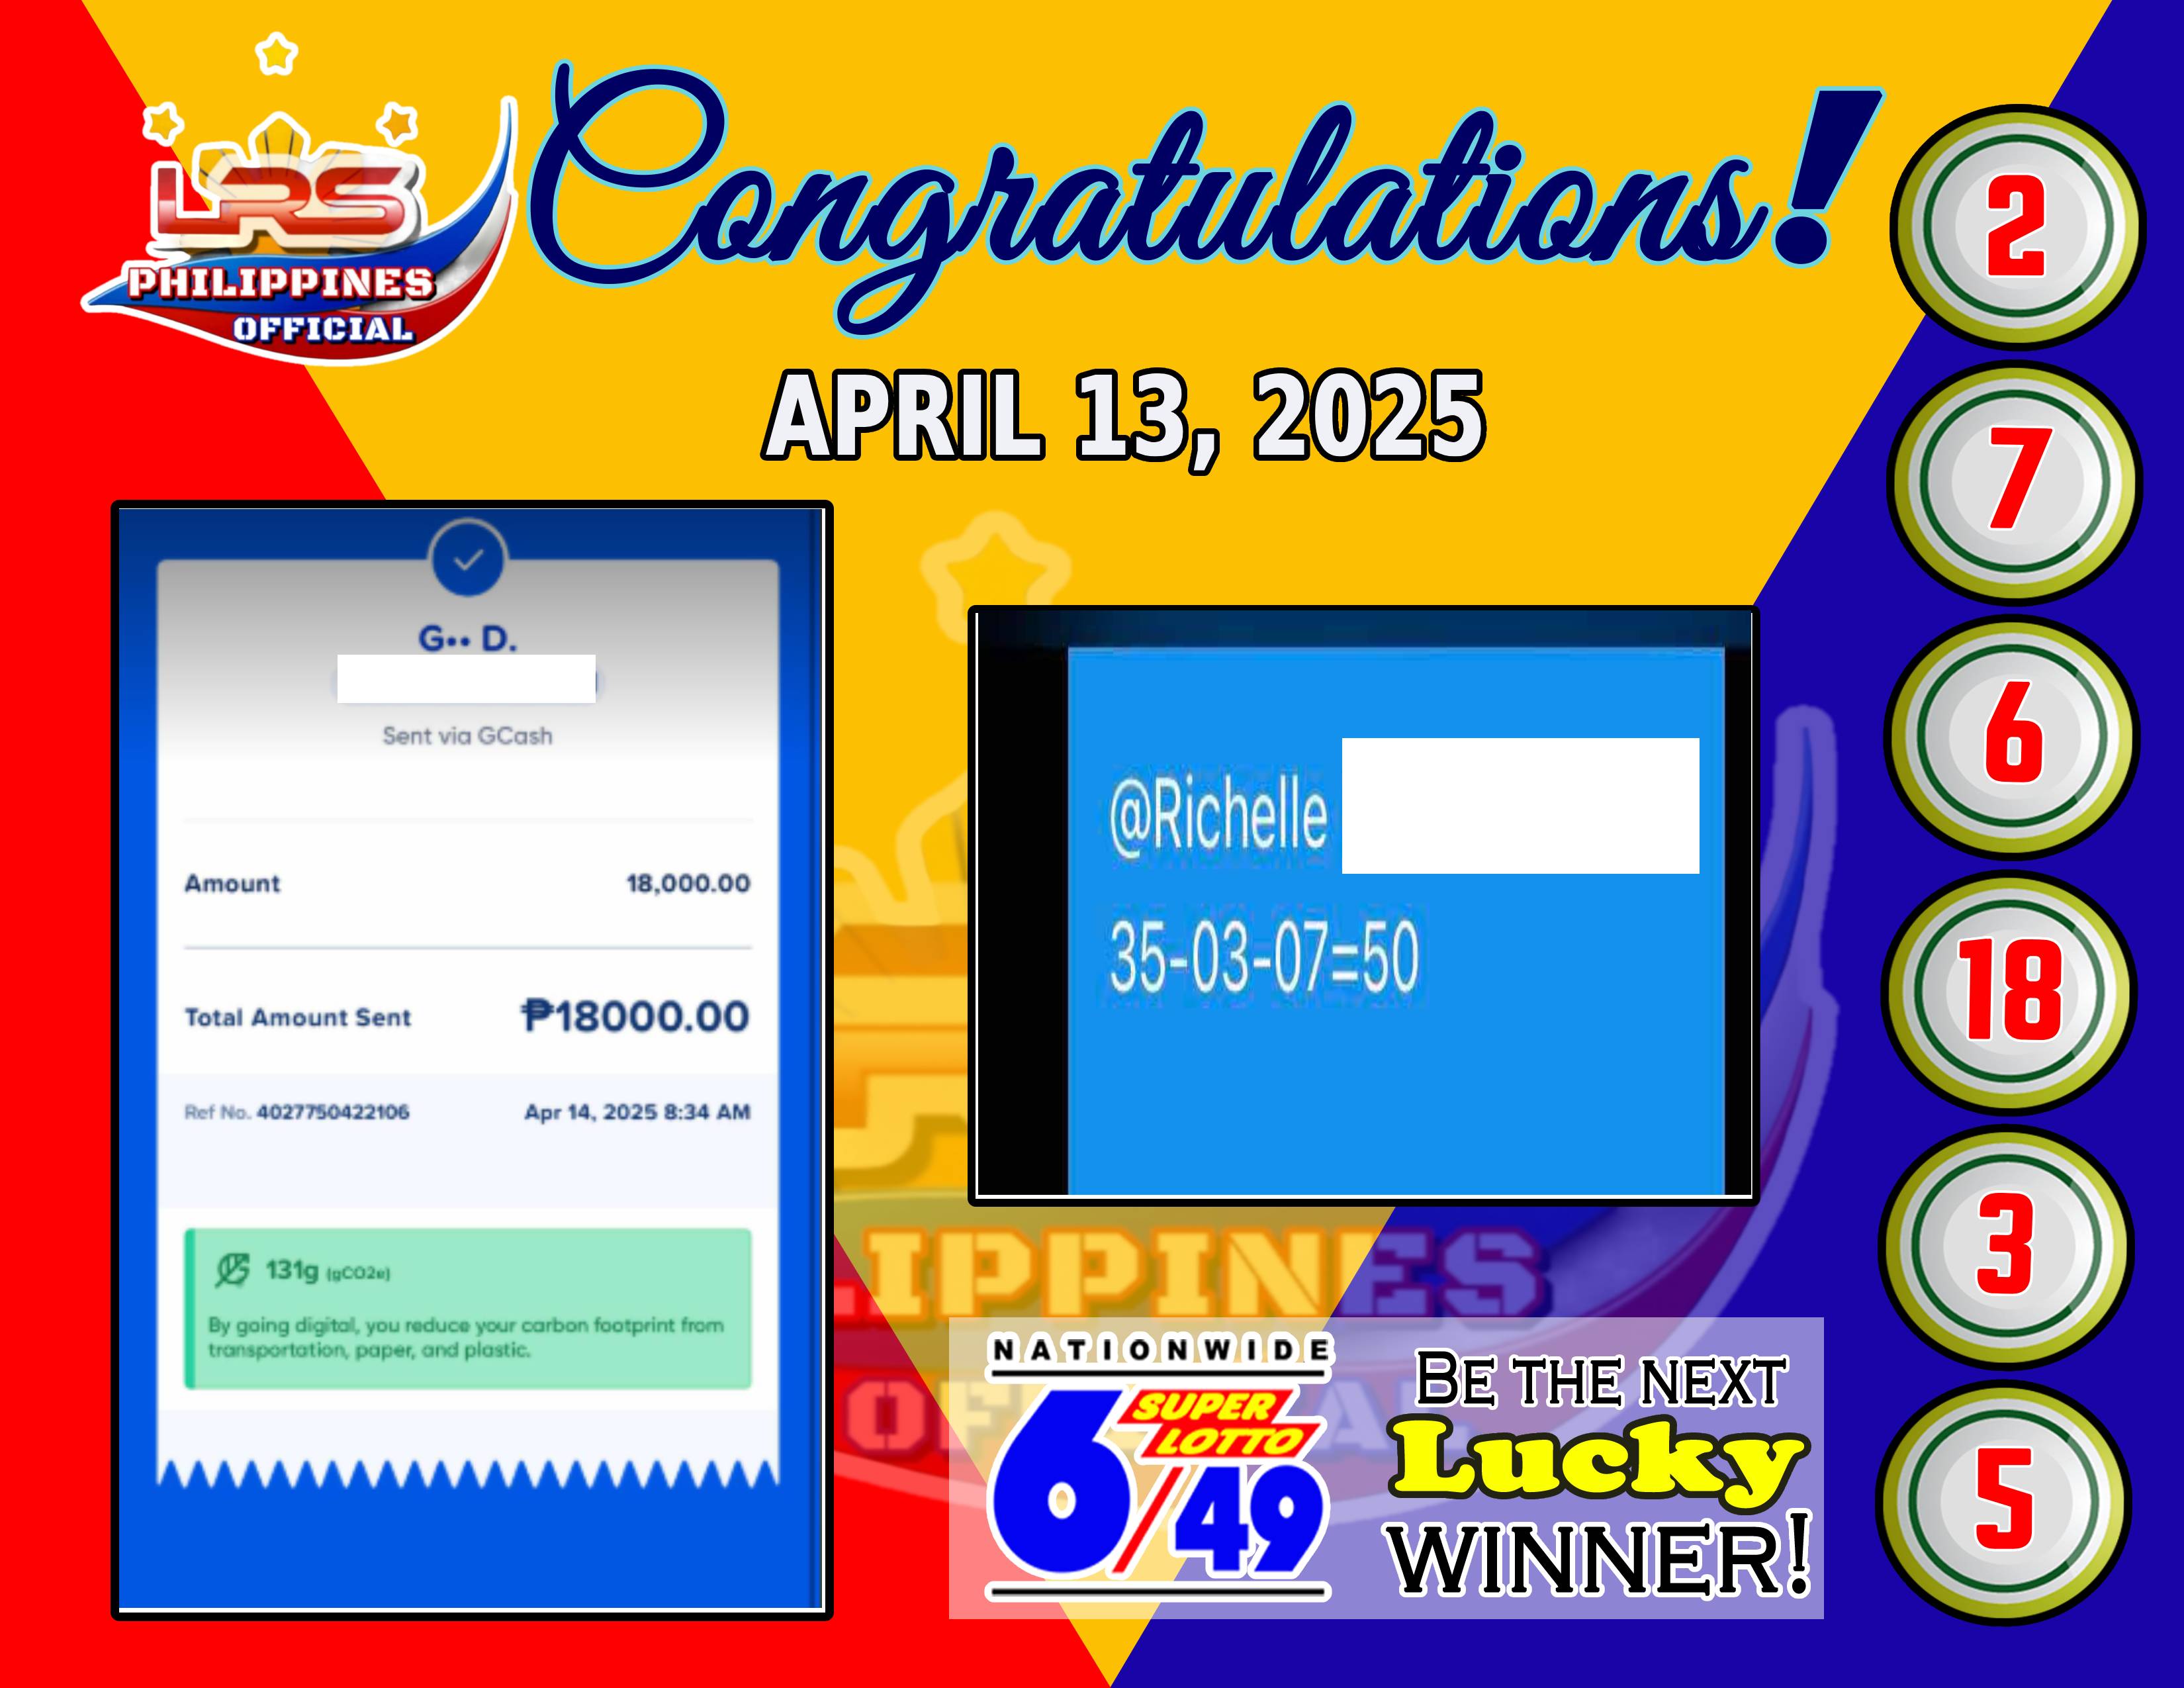 LRS
PHILIPPINES
OFFICIAL
Congratulations!
APRIL 13, 2025
G•• D.
Sent via GCash
Amount 18,000.00
Total Amount Sent ₱18000.00
Ref No. 4027750422106 Apr 14, 2025 8:34 AM
131g (gCO2e)
By going digital, you reduce your carbon footprint from
transportation, paper, and plastic.
@Richelle
35-03-07=50
LIPPINES
NATIONWIDE
6/49
SUPER
LOTTO
BE THE NEXT
Lucky
WINNER!
2
7
6
18
3
5